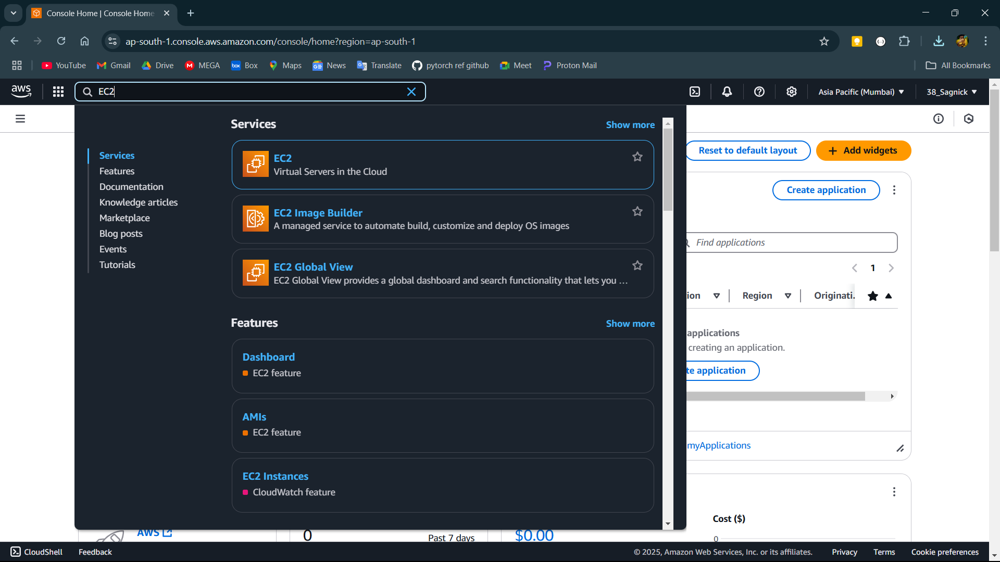 Console Home | Console Home
ap-south-1.console.aws.amazon.com/console/home?region=ap-south-1
YouTube
Gmail
Drive
MEGA
box
Box
Maps
News
Translate
pytorch ref github
Meet
Proton Mail
All Bookmarks
aws
EC2
Asia Pacific (Mumbai)
38_Sagnick
Services
Features
Documentation
Knowledge articles
Marketplace
Blog posts
Events
Tutorials
Services
Show more
EC2
Virtual Servers in the Cloud
EC2 Image Builder
A managed service to automate build, customize and deploy OS images
EC2 Global View
EC2 Global View provides a global dashboard and search functionality that lets you ...
Features
Show more
Dashboard
EC2 feature
AMIs
EC2 feature
EC2 Instances
CloudWatch feature
Reset to default layout
Add widgets
Create application
Find applications
1
ion
Region
Originati.
applications
creating an application.
te application
myApplications
Cost ($)
0
AWS
0
Past 7 days
$0.00
CloudShell
Feedback
© 2025, Amazon Web Services, Inc. or its affiliates.
Privacy
Terms
Cookie preferences